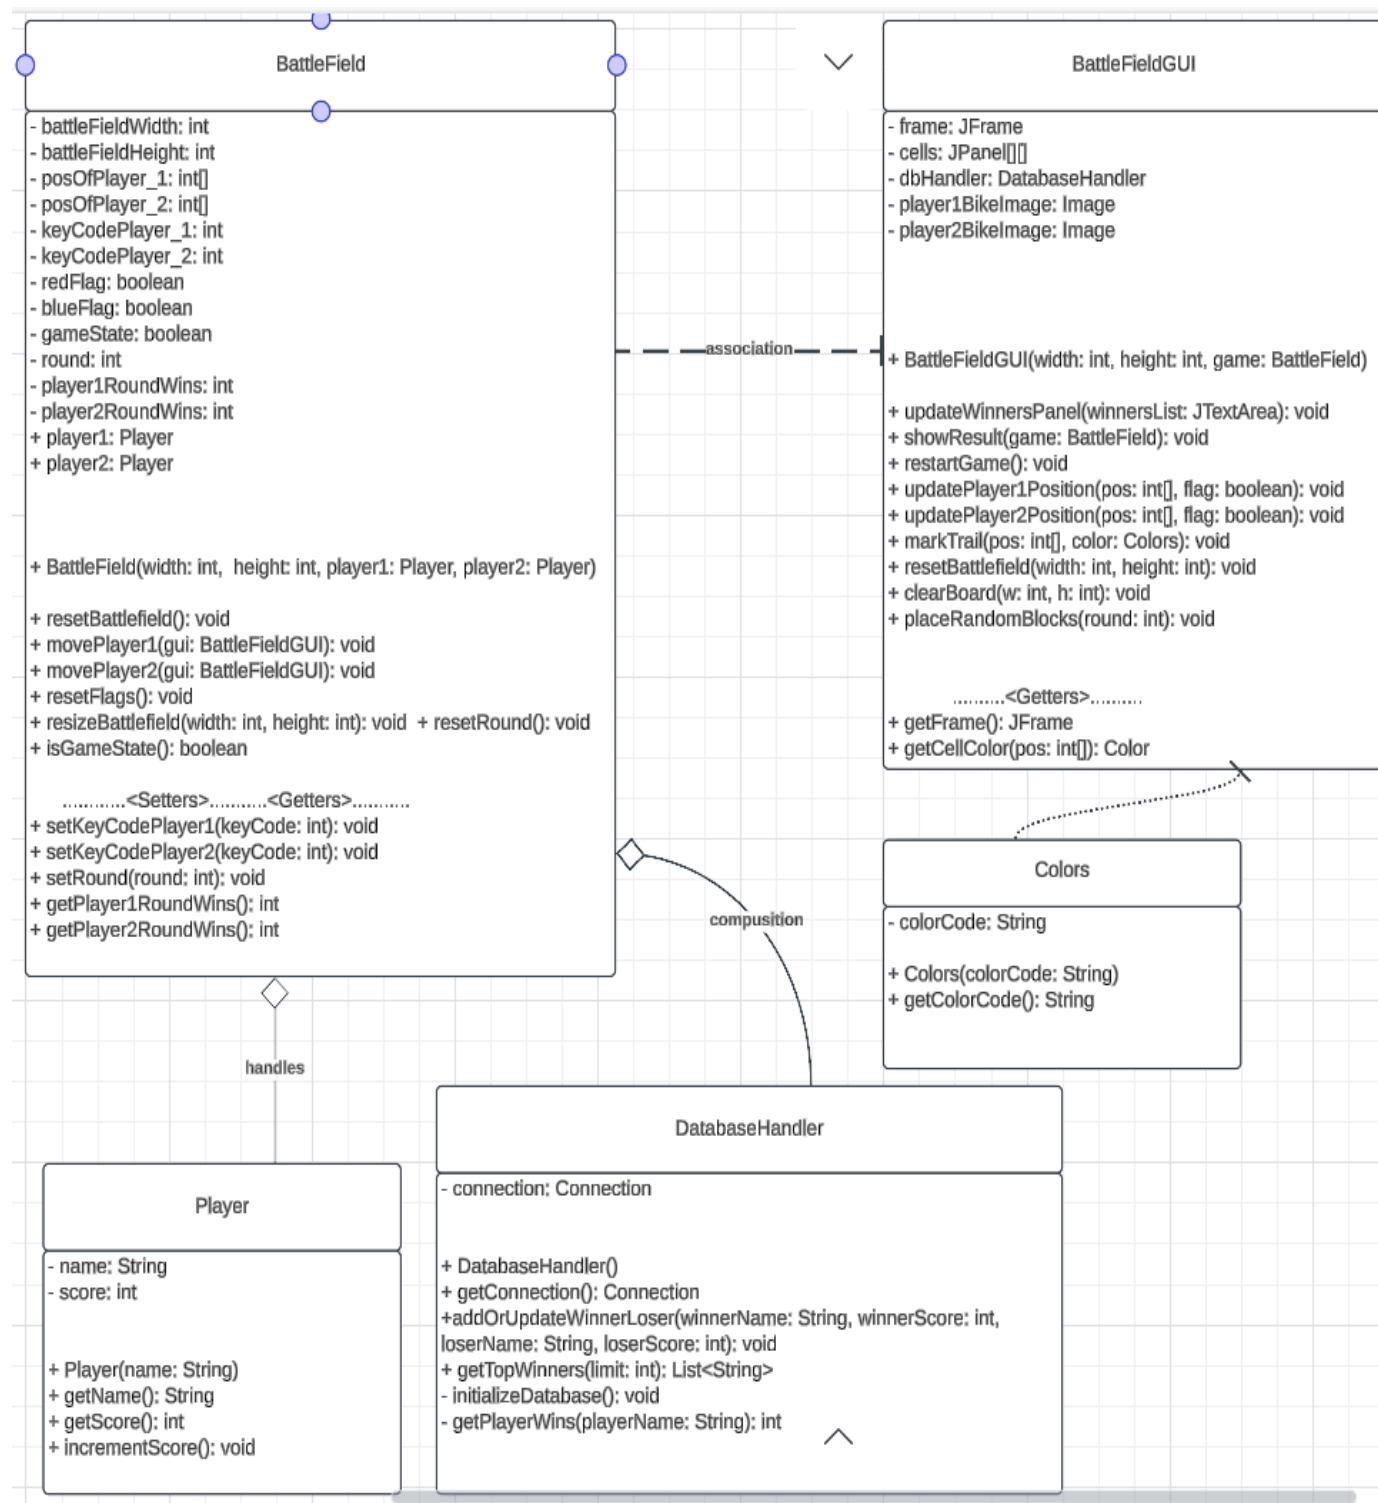 BattleField
- battleFieldWidth: int
- battleFieldHeight: int
- posOfPlayer_1: int[]
- posOfPlayer_2: int[]
- keyCodePlayer_1: int
- keyCodePlayer_2: int
- redFlag: boolean
- blueFlag: boolean
- gameState: boolean
- round: int
- player1RoundWins: int
- player2RoundWins: int
+ player1: Player
+ player2: Player
+ BattleField(width: int,  height: int, player1: Player, player2: Player)
+ resetBattlefield(): void
+ movePlayer1(gui: BattleFieldGUI): void
+ movePlayer2(gui: BattleFieldGUI): void
+ resetFlags(): void
+ resizeBattlefield(width: int, height: int): void  + resetRound(): void
+ isGameState(): boolean
...........<Setters>..........<Getters>..........
+ setKeyCodePlayer1(keyCode: int): void
+ setKeyCodePlayer2(keyCode: int): void
+ setRound(round: int): void
+ getPlayer1RoundWins(): int
+ getPlayer2RoundWins(): int
association
BattleFieldGUI
- frame: JFrame
- cells: JPanel[][]
- dbHandler: DatabaseHandler
- player1BikeImage: Image
- player2BikeImage: Image
+ BattleFieldGUI(width: int, height: int, game: BattleField)
+ updateWinnersPanel(winnersList: JTextArea): void
+ showResult(game: BattleField): void
+ restartGame(): void
+ updatePlayer1Position(pos: int[], flag: boolean): void
+ updatePlayer2Position(pos: int[], flag: boolean): void
+ markTrail(pos: int[], color: Colors): void
+ resetBattlefield(width: int, height: int): void
+ clearBoard(w: int, h: int): void
+ placeRandomBlocks(round: int): void
.........<Getters>.........
+ getFrame(): JFrame
+ getCellColor(pos: int[]): Color
compusition
Colors
- colorCode: String
+ Colors(colorCode: String)
+ getColorCode(): String
handles
Player
- name: String
- score: int
+ Player(name: String)
+ getName(): String
+ getScore(): int
+ incrementScore(): void
DatabaseHandler
- connection: Connection
+ DatabaseHandler()
+ getConnection(): Connection
+addOrUpdateWinnerLoser(winnerName: String, winnerScore: int,
loserName: String, loserScore: int): void
+ getTopWinners(limit: int): List<String>
- initializeDatabase(): void
- getPlayerWins(playerName: String): int